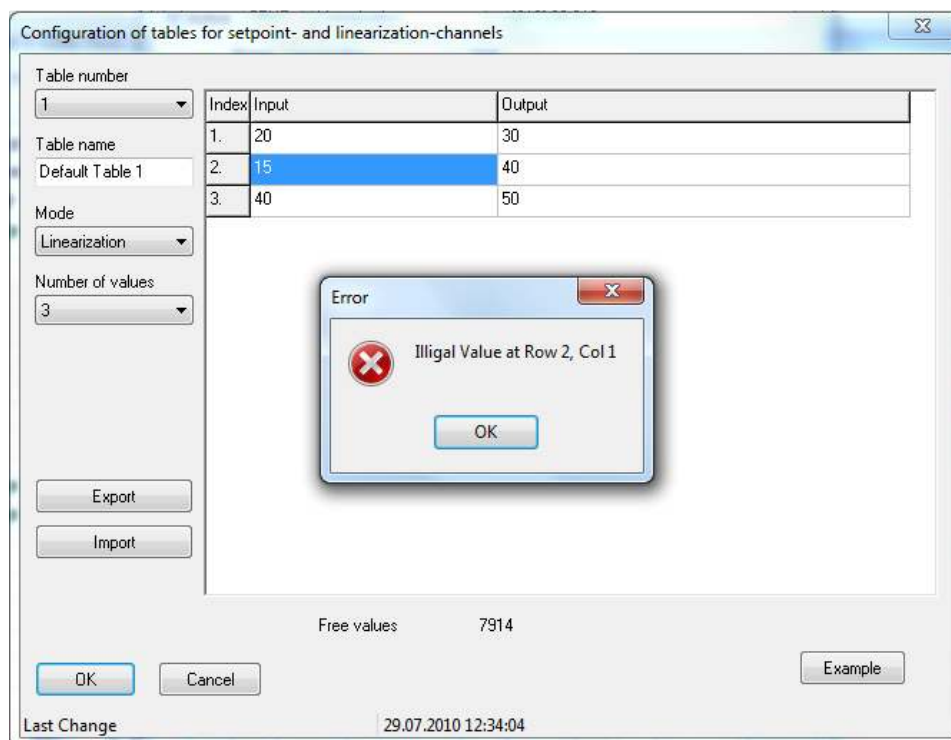 Configuration of tables for setpoint- and linearization-channels
Table number
1
Table name
Default Table 1
Mode
Linearization
Number of values
3
Index Input Output
1. 20 30
2. 15 40
3. 40 50
Error
Illigal Value at Row 2, Col 1
OK
Export
Import
Free values 7914
OK Cancel Example
Last Change 29.07.2010 12:34:04